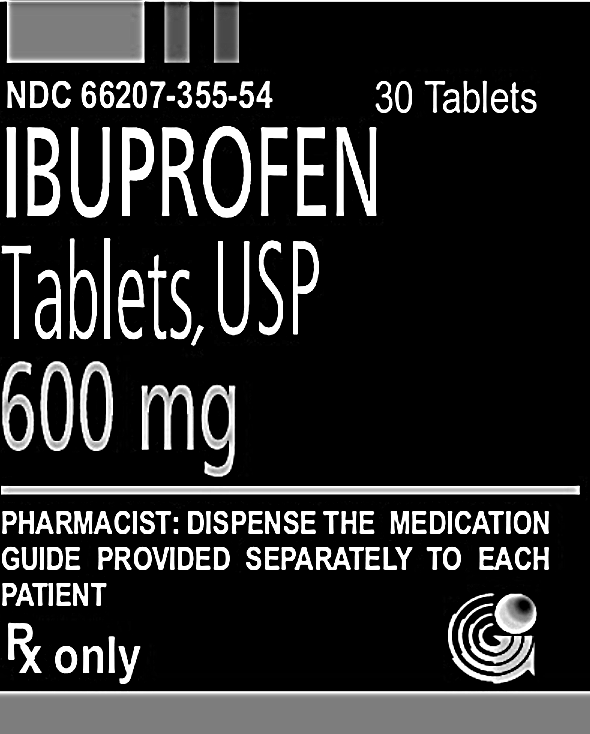 NDC 66207-355-54 30 Tablets
IBUPROFEN
Tablets, USP
600 mg
PHARMACIST: DISPENSE THE MEDICATION
GUIDE PROVIDED SEPARATELY TO EACH
PATIENT
Rx only